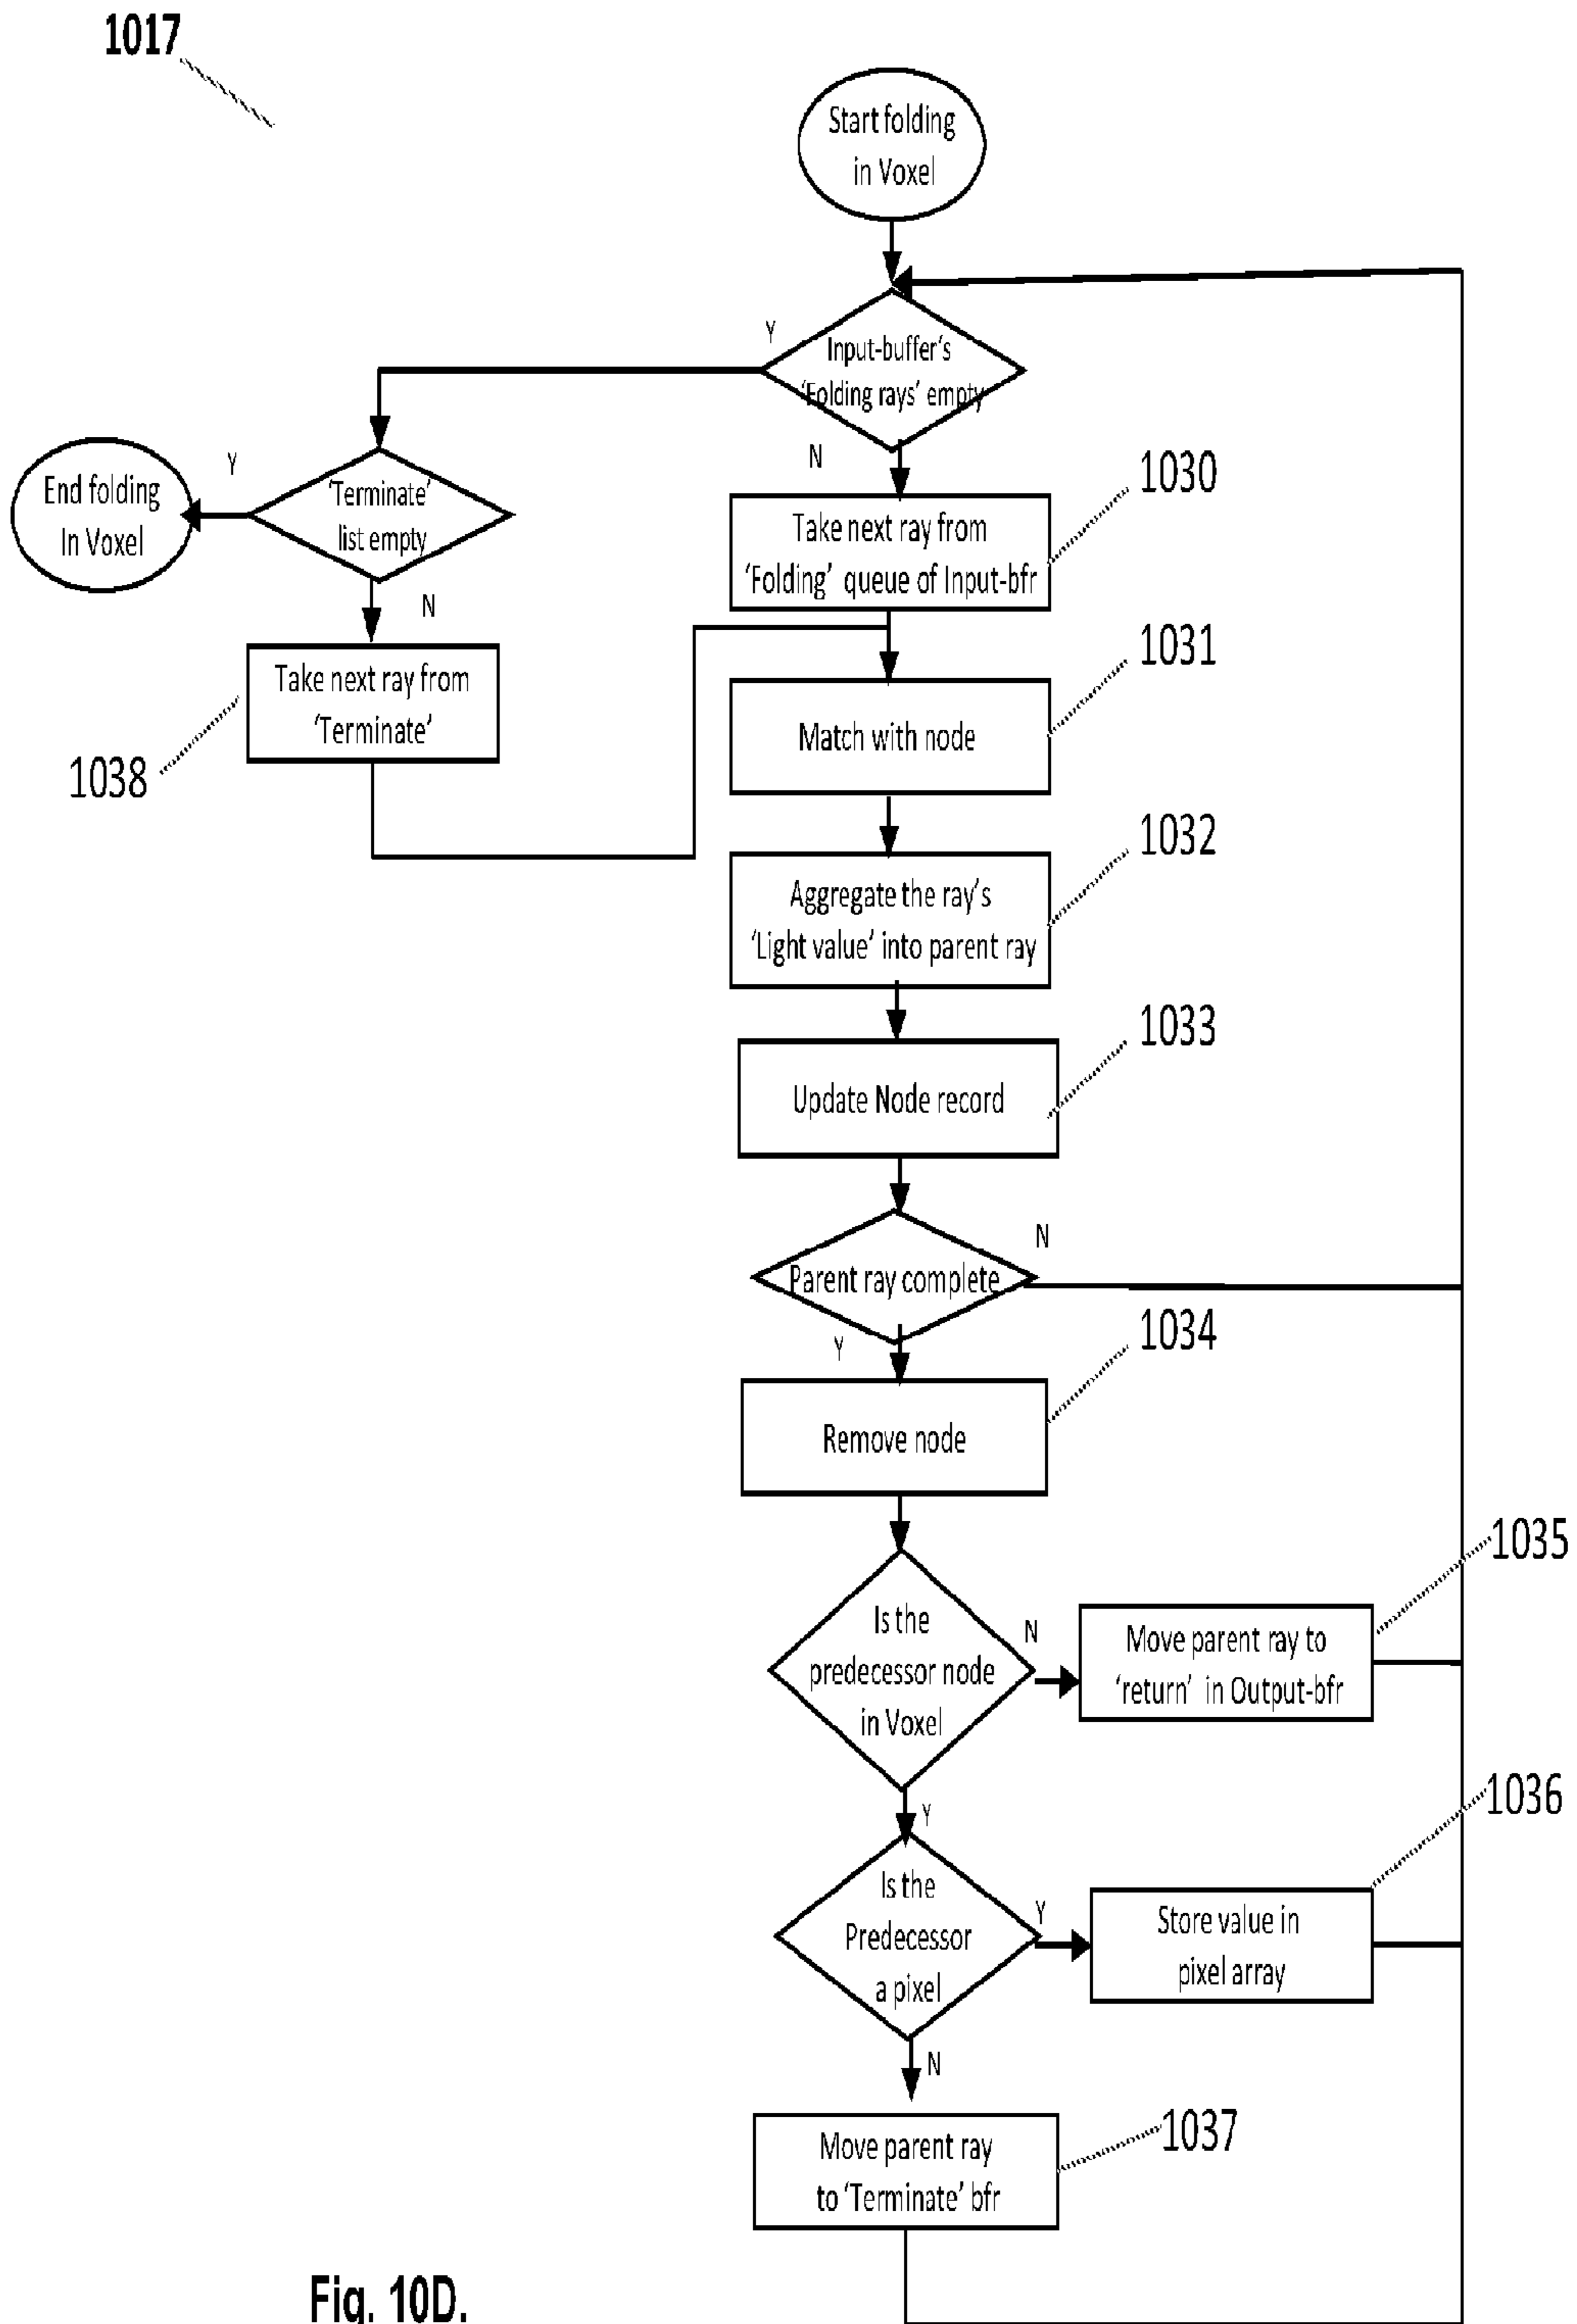 1017
Start folding
in Voxel
Y
Input-buffer's
'Folding rays' empty
N
1030
Y
End folding
In Voxel
'Terminate'
list empty
Take next ray from
'Folding' queue of Input-bfr
N
1031
Take next ray from
'Terminate'
Match with node
1038
1032
Aggregate the ray's
'Light value' into parent ray
1033
Update Node record
N
Parent ray complete
1034
Y
Remove node
1035
Is the
predecessor node
in Voxel
N
Move parent ray to
'return' in Output-bfr
1036
Y
Is the
Predecessor
a pixel
Y
Store value in
pixel array
N
1037
Move parent ray
to 'Terminate' bfr
Fig. 10D.